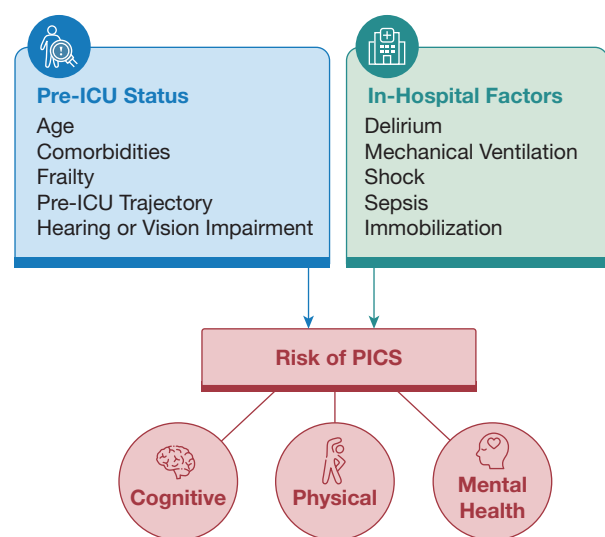 Pre-ICU Status
Age
Comorbidities
Frailty
Pre-ICU Trajectory
Hearing or Vision Impairment
In-Hospital Factors
Delirium
Mechanical Ventilation
Shock
Sepsis
Immobilization
Risk of PICS
Cognitive
Physical
Mental
Health